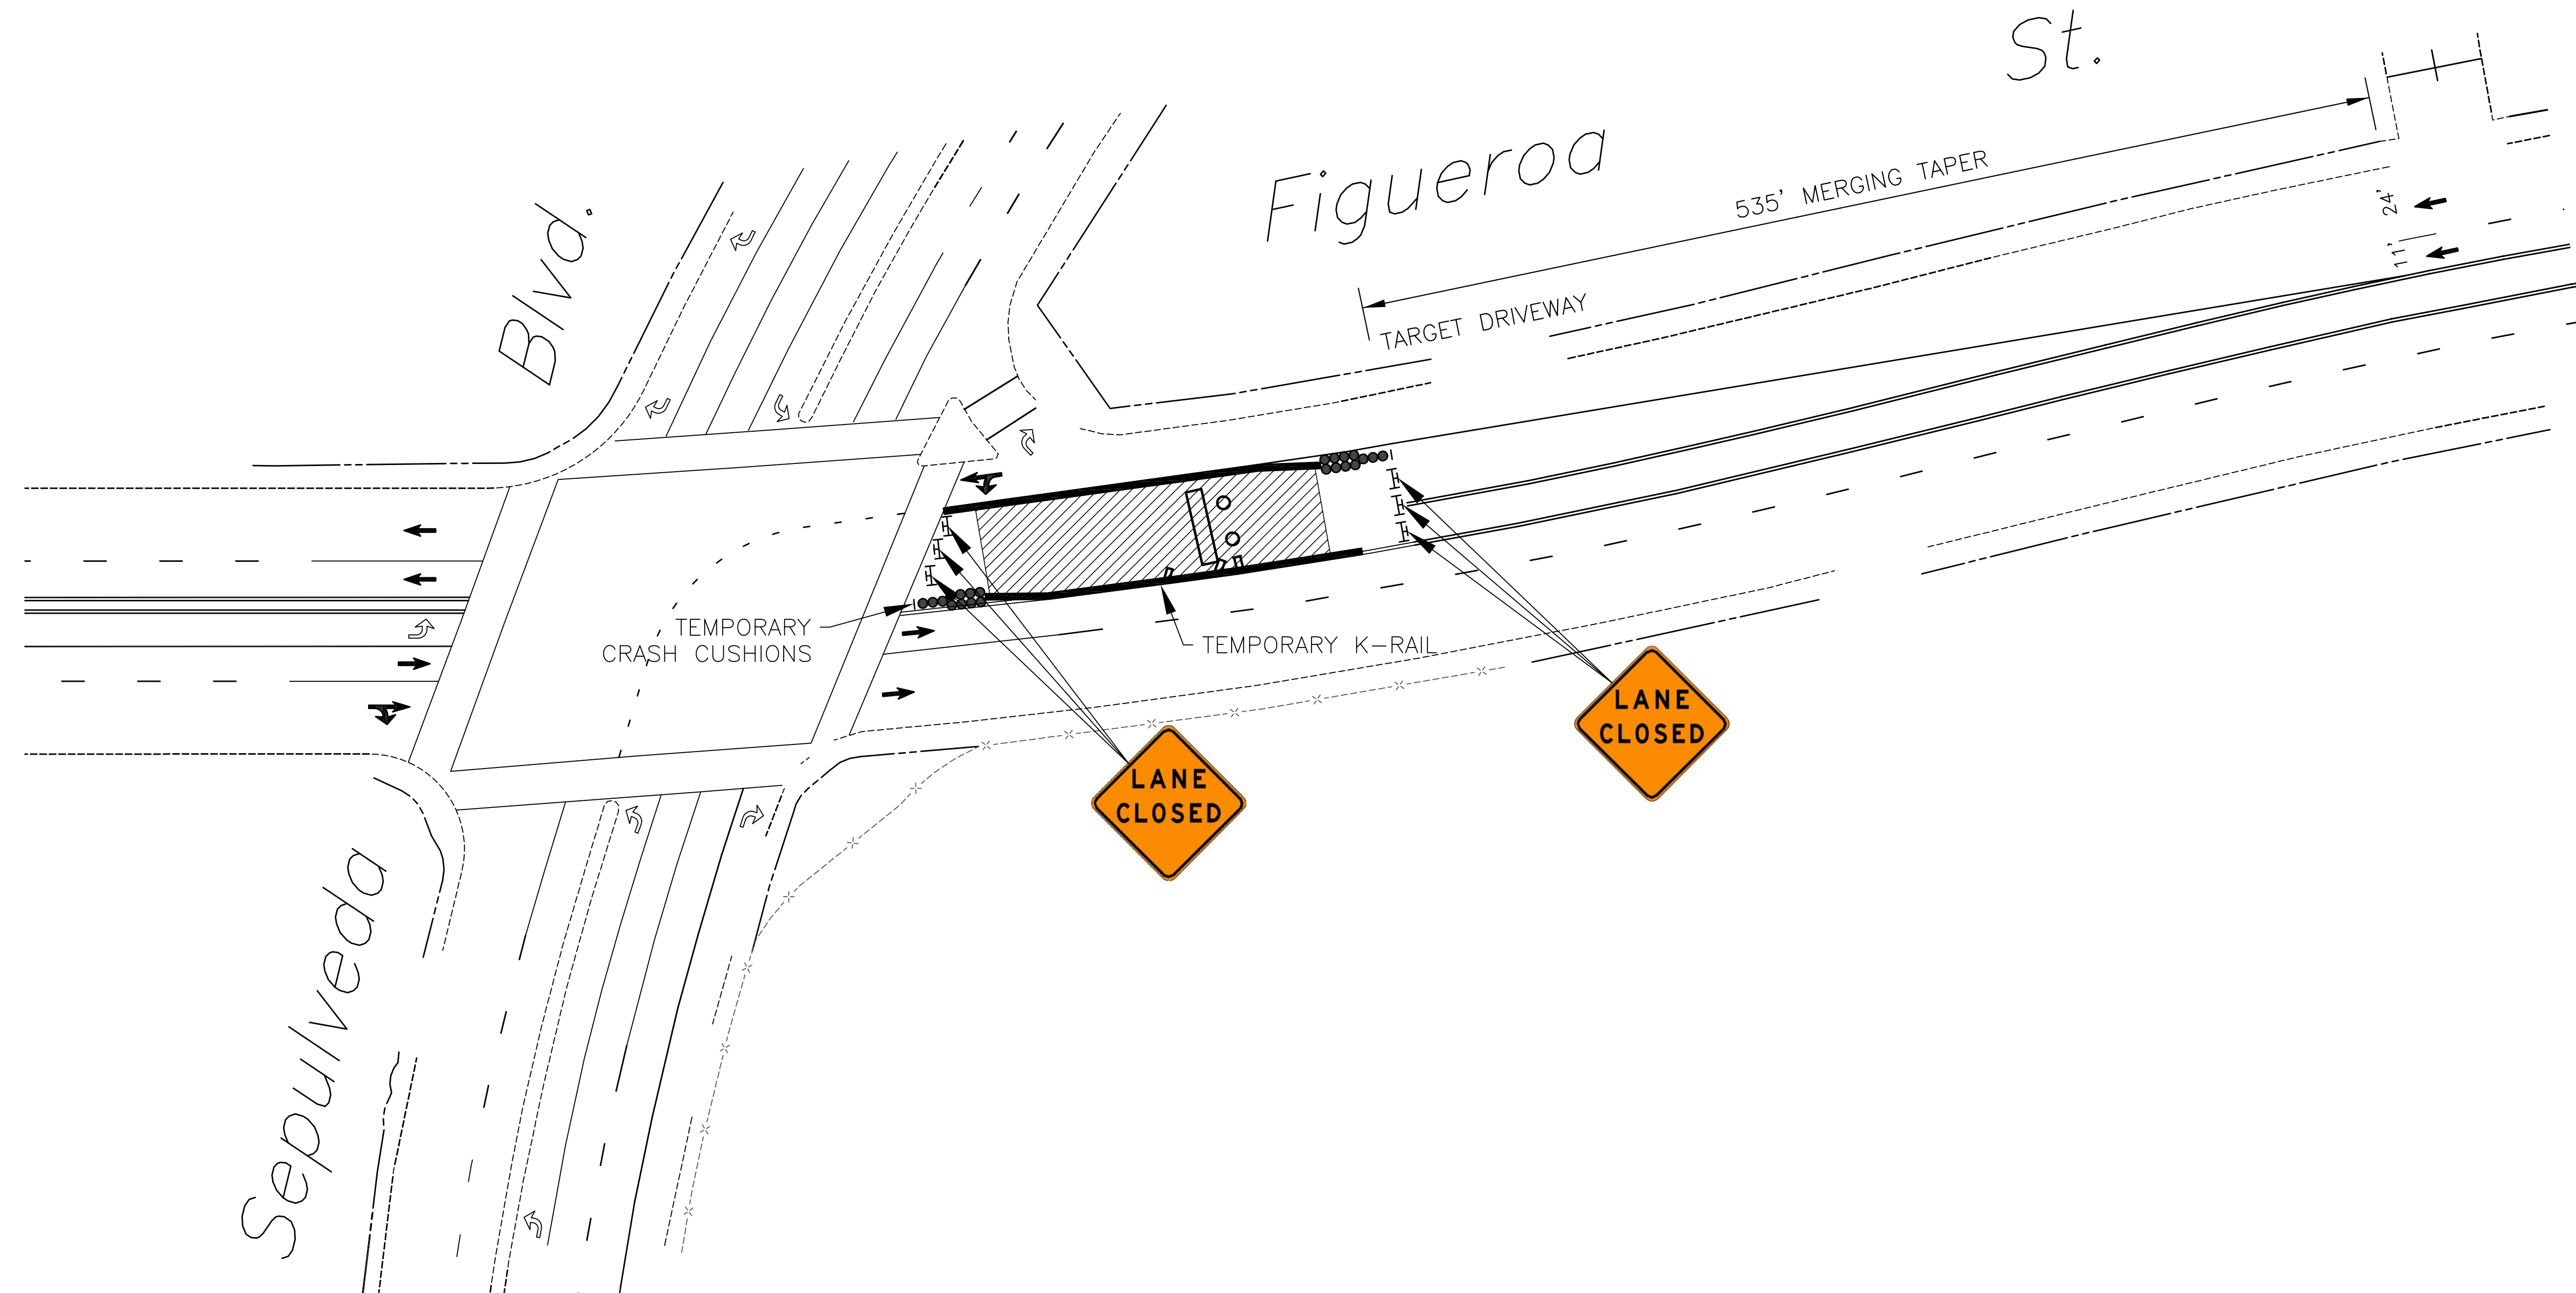 St.
Figueroa
535' MERGING TAPER
24'
11'
Blvd.
TARGET DRIVEWAY
TEMPORARY
CRASH CUSHIONS
TEMPORARY K-RAIL
LANE
CLOSED
LANE
CLOSED
Sepulveda